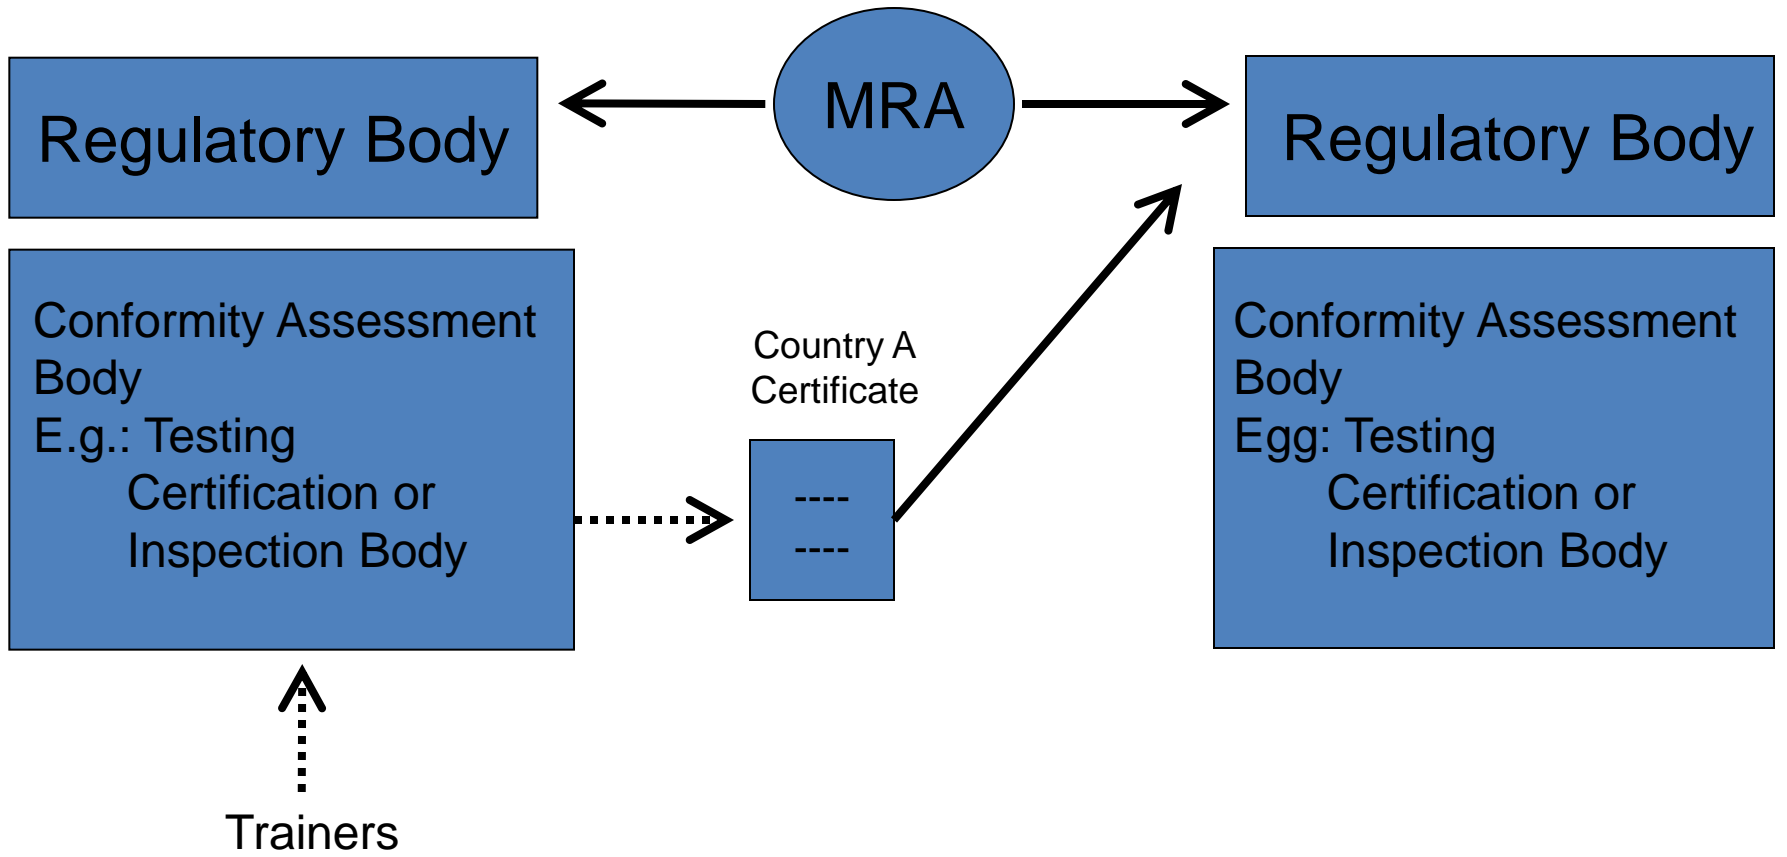 MRA
Regulatory Body
Regulatory Body
Conformity Assessment
Body
E.g.: Testing
Certification or
Inspection Body
Country A
Certificate
----
----
Conformity Assessment
Body
Egg: Testing
Certification or
Inspection Body
Trainers